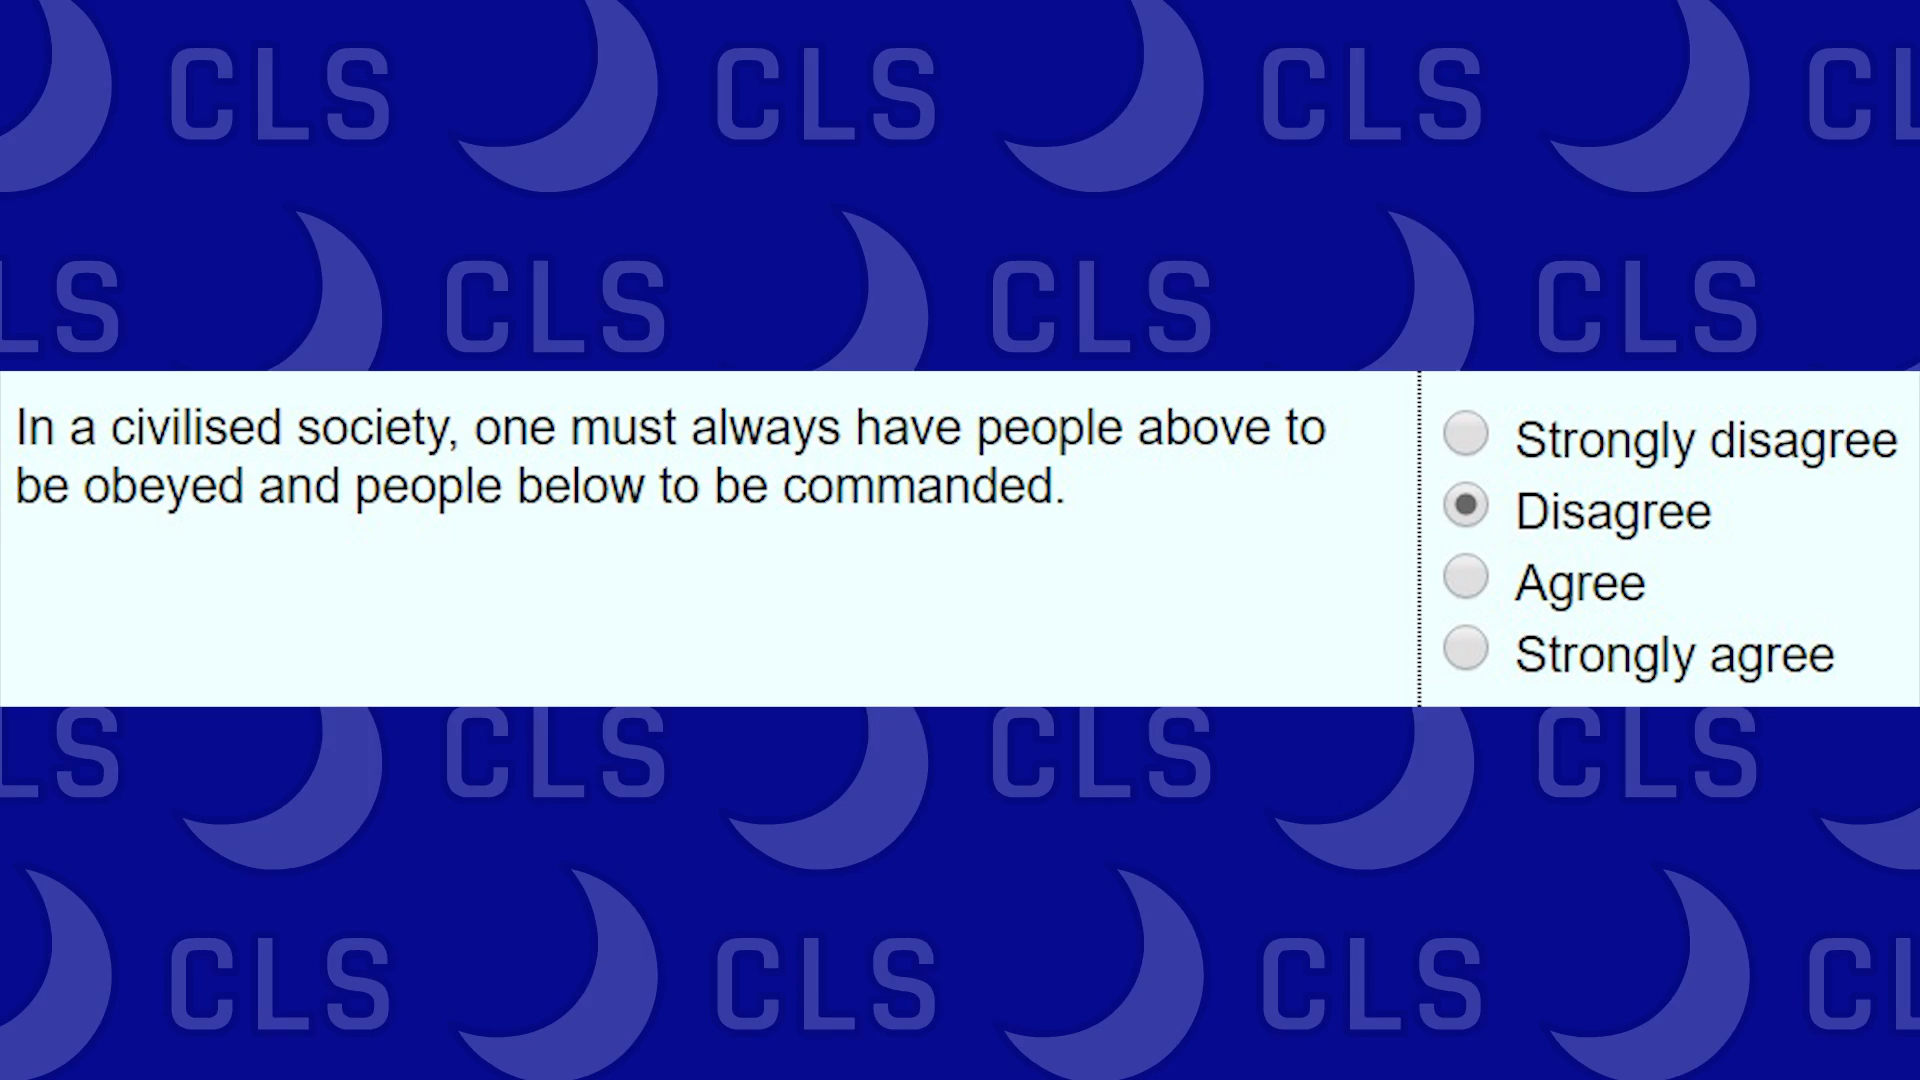 CLS CLS CLS CL
LS CLS CLS CLS
In a civilised society, one must always have people above to
be obeyed and people below to be commanded.
Strongly disagree
Disagree
Agree
Strongly agree
LS CLS CLS CLS
CLS CLS CLS CL